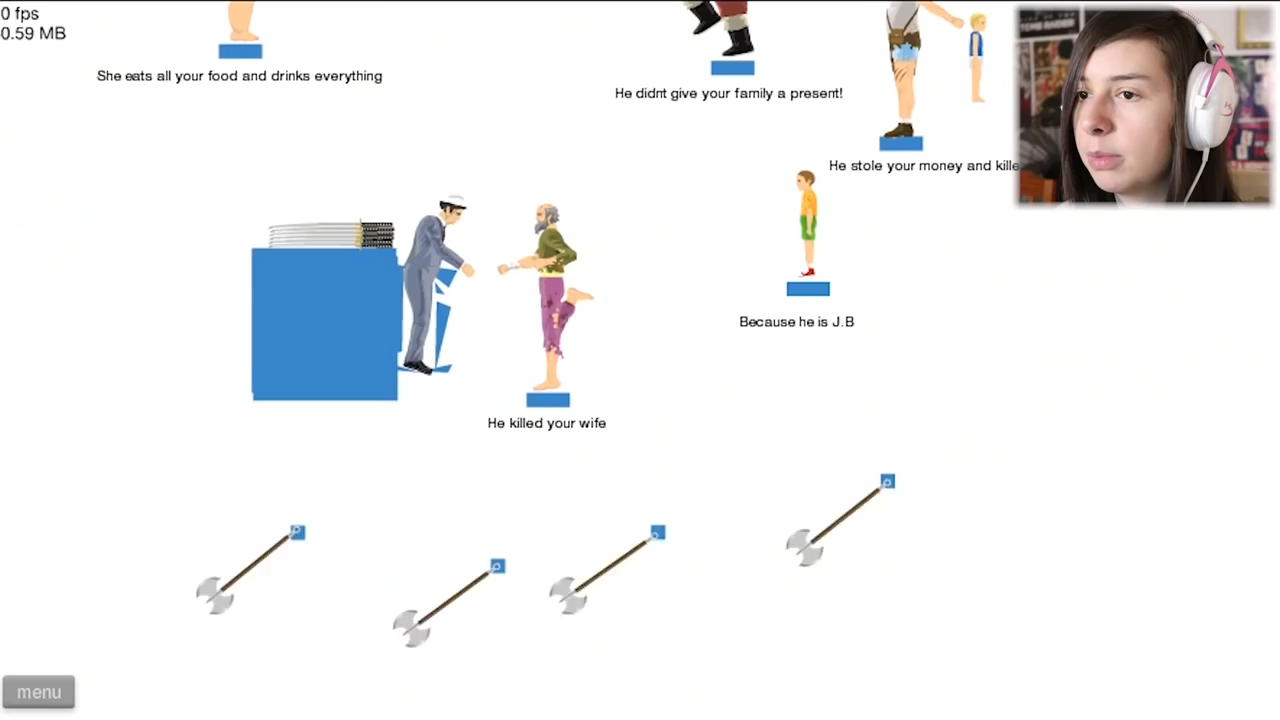 0 fps
0.59 MB
She eats all your food and drinks everything
He didnt give your family a present!
He stole your money and kille
Because he is J.B
He killed your wife
menu